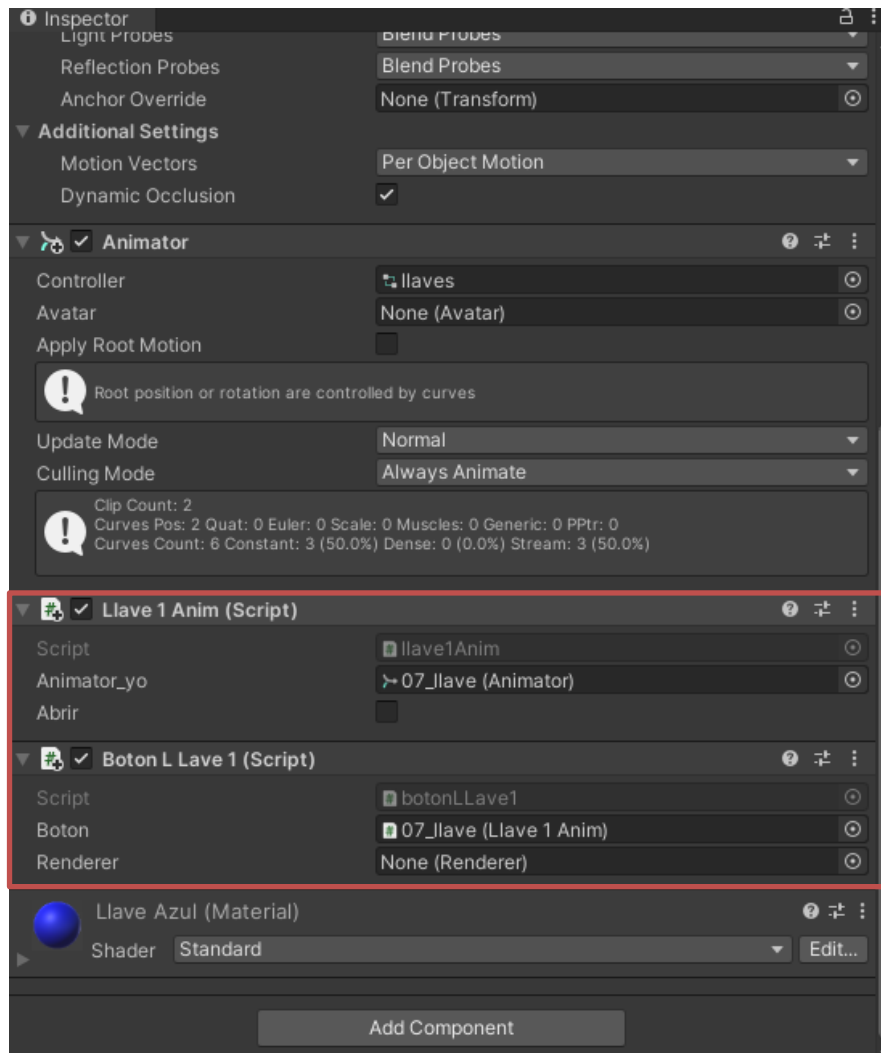 Inspector
Light Probes Blend Probes
Reflection Probes Blend Probes
Anchor Override None (Transform)
Additional Settings
Motion Vectors Per Object Motion
Dynamic Occlusion
Animator
Controller llaves
Avatar None (Avatar)
Apply Root Motion
Root position or rotation are controlled by curves
Update Mode Normal
Culling Mode Always Animate
Clip Count: 2
Curves Pos: 2 Quat: 0 Euler: 0 Scale: 0 Muscles: 0 Generic: 0 PPtr: 0
Curves Count: 6 Constant: 3 (50.0%) Dense: 0 (0.0%) Stream: 3 (50.0%)
Llave 1 Anim (Script)
Script llave1Anim
Animator_yo 07_llave (Animator)
Abrir
Boton L Lave 1 (Script)
Script botonLLave1
Boton 07_llave (Llave 1 Anim)
Renderer None (Renderer)
Llave Azul (Material)
Shader Standard Edit...
Add Component